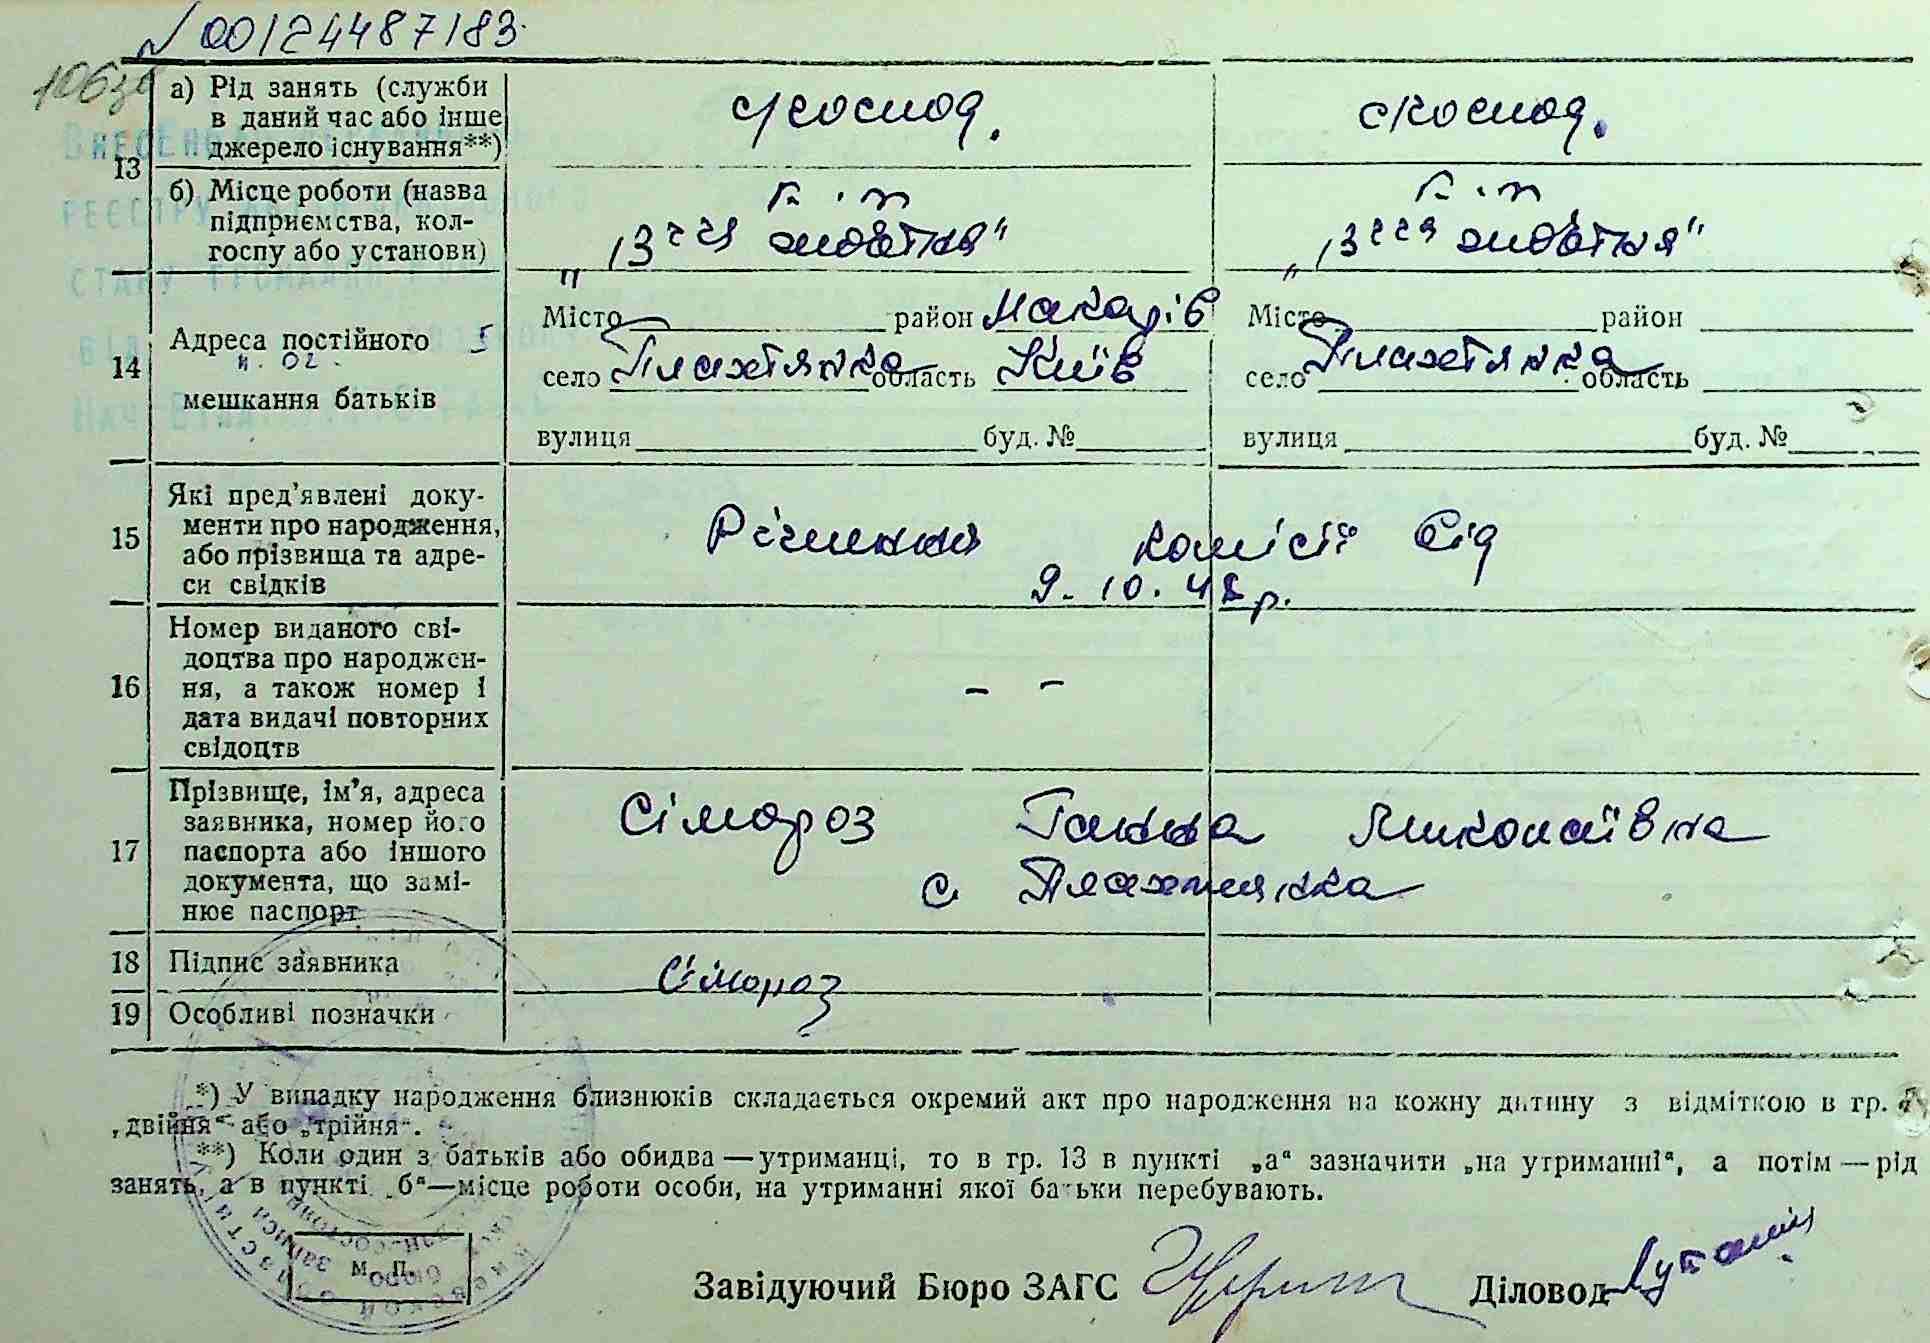 № 00124487183
13
а) Рід занять (служби в даний час або інше джерело існування**)
с/господ.
с/господ.
б) Місце роботи (назва підприємства, колгоспу або установи)
к-г
"13 ччя жовтня"
к-г
"13 ччя жовтня"
14
Адреса постійного
мешкання батьків
Місто район Макарів
село Плахтянка область Київ
вулиця буд. №
Місто район
село Плахтянка область
вулиця буд. №
15
Які пред'явлені документи про народження, або прізвища та адреси свідків
Рішення комісії від
9.10.48 р.
16
Номер виданого свідоцтва про народження, а також номер і дата видачі повторних свідоцтв
– –
17
Прізвище, ім'я, адреса заявника, номер його паспорта або іншого документа, що замінює паспорт
Сімороз Ганна Миколаївна
с. Плахтянка
18
Підпис заявника
Сімороз
19
Особливі позначки
*) У випадку народження близнюків складається окремий акт про народження на кожну дитину з відміткою в гр.
„двійня“ або „трійня“.
**) Коли один з батьків або обидва — утриманці, то в гр. 13 в пункті „а“ зазначити „на утриманні“, а потім — рід
занять, а в пункті „б“ — місце роботи особи, на утриманні якої батьки перебувають.
М. П.
Завідуючий Бюро ЗАГС
Діловод